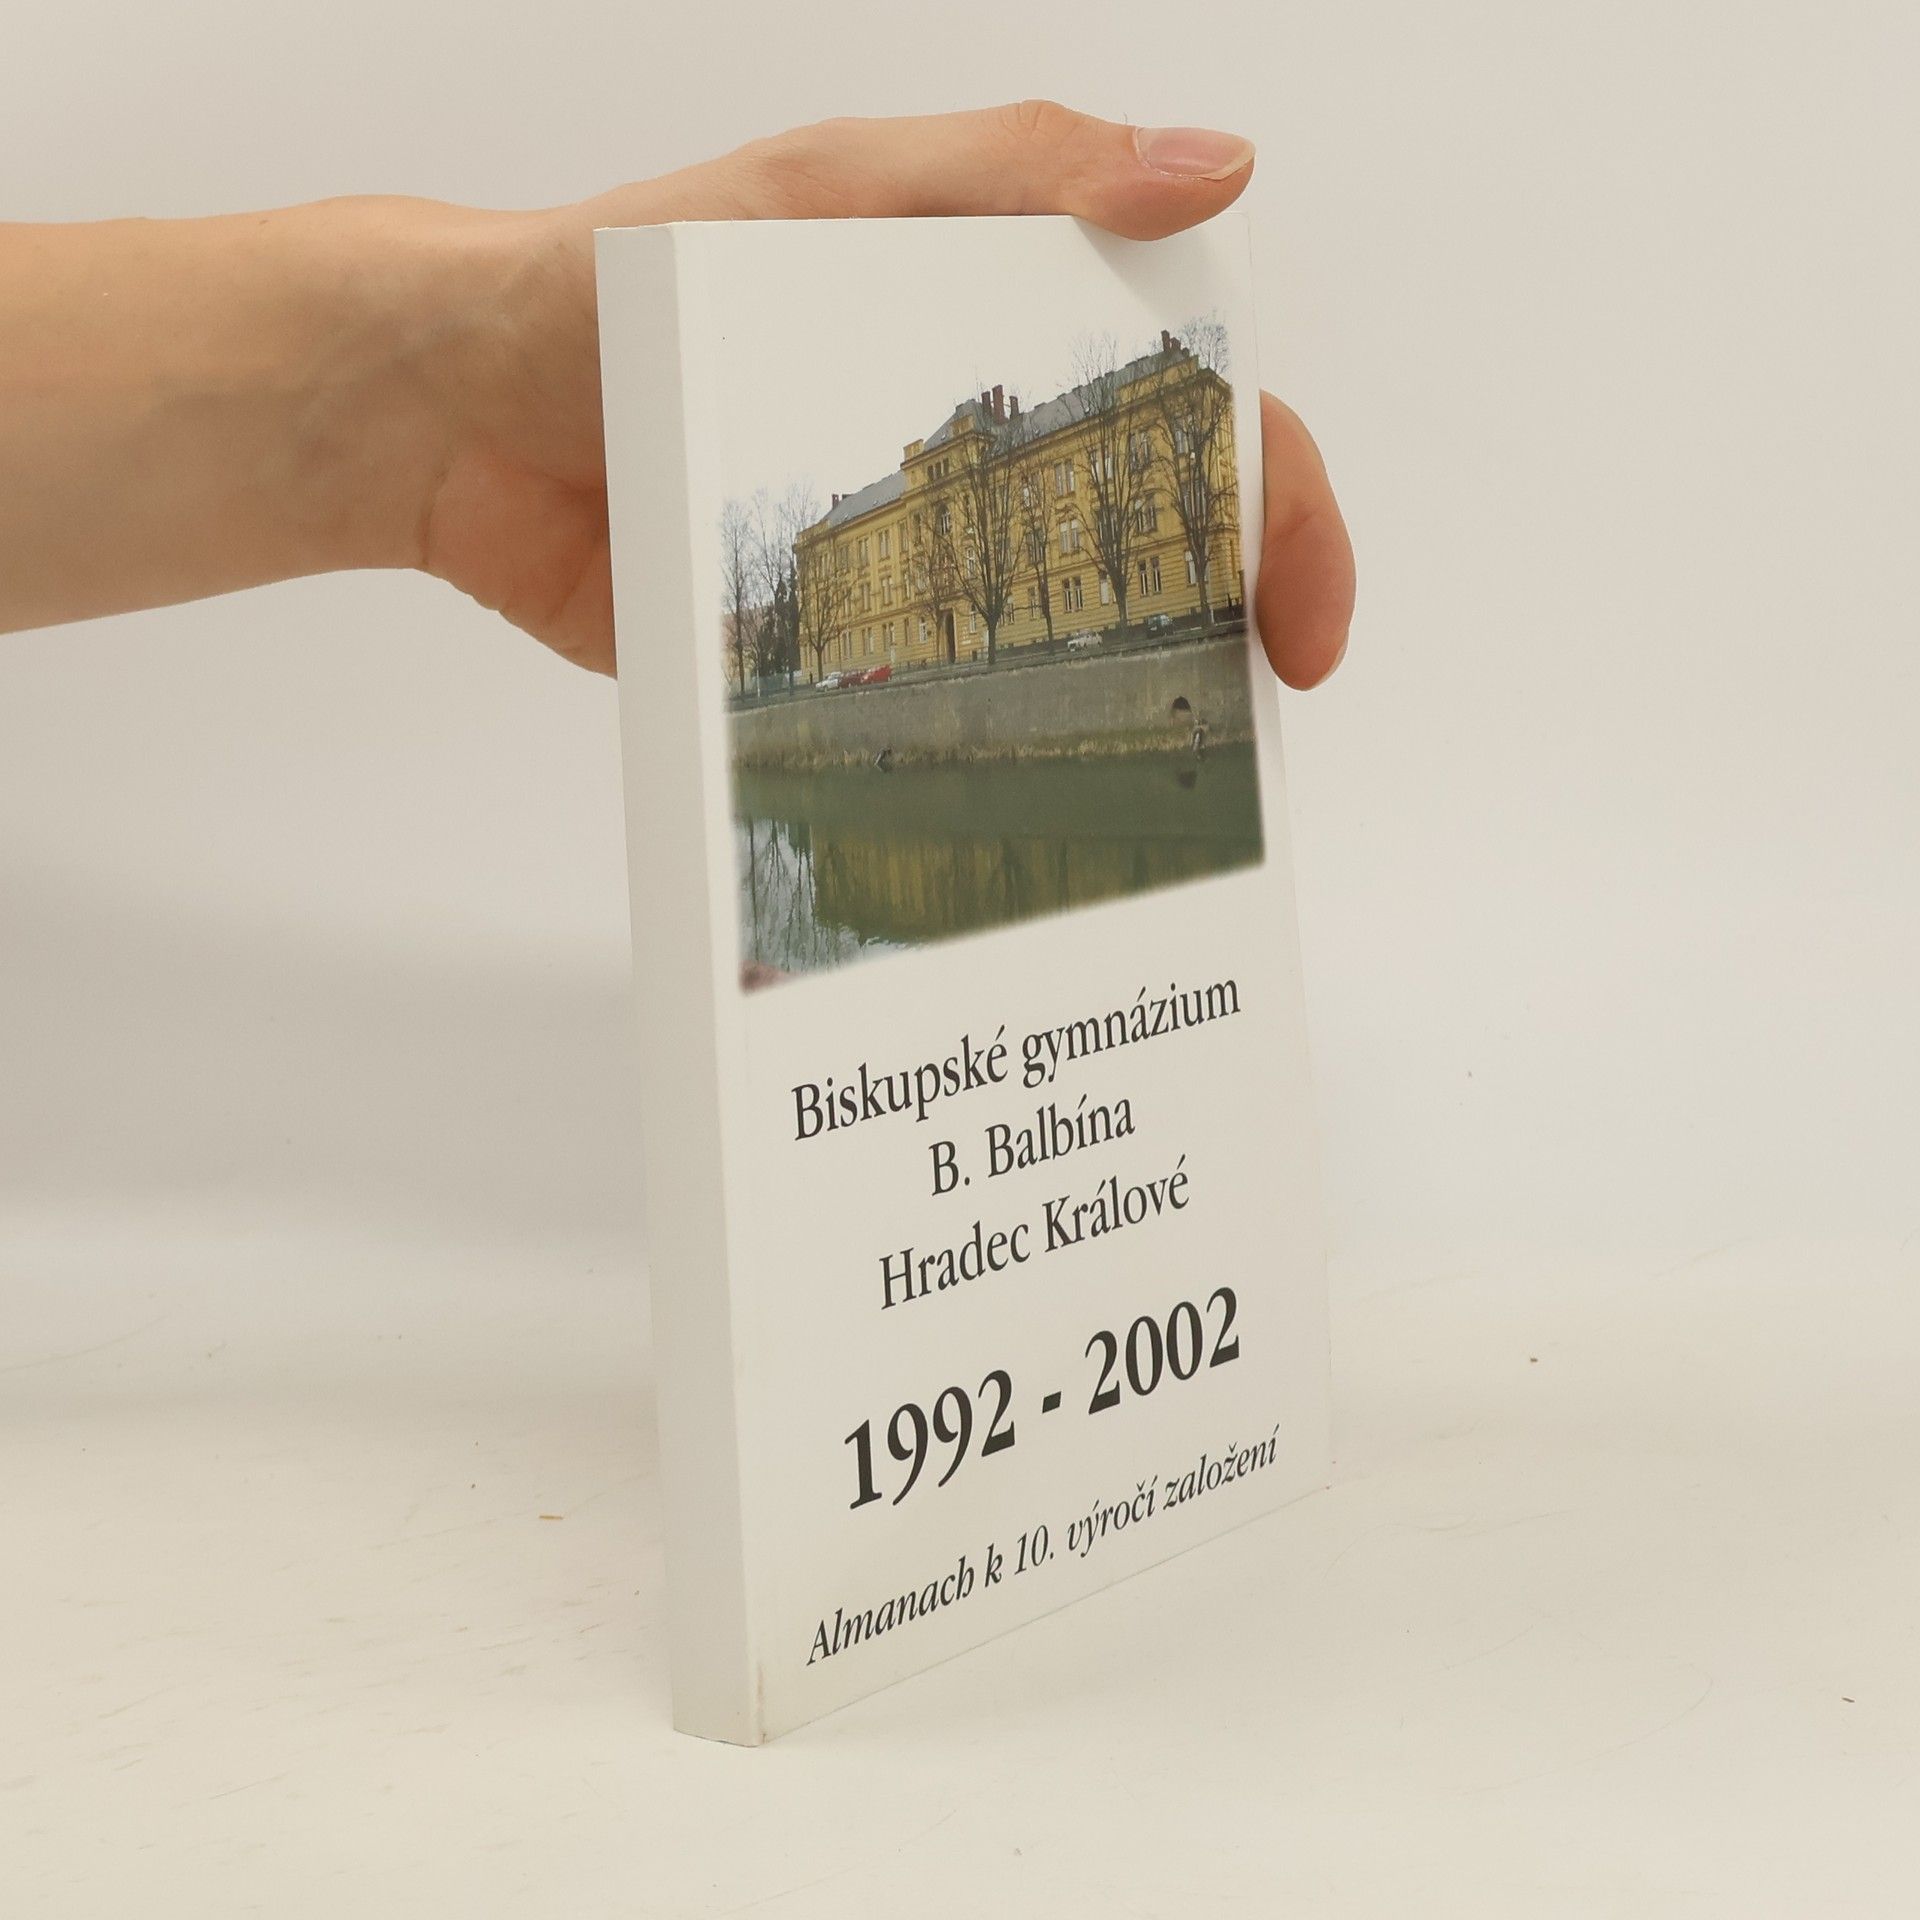 Biskupské gymnázium
B. Balbína
Hradec Králové
1992 - 2002
Almanach k 10. výročí založení